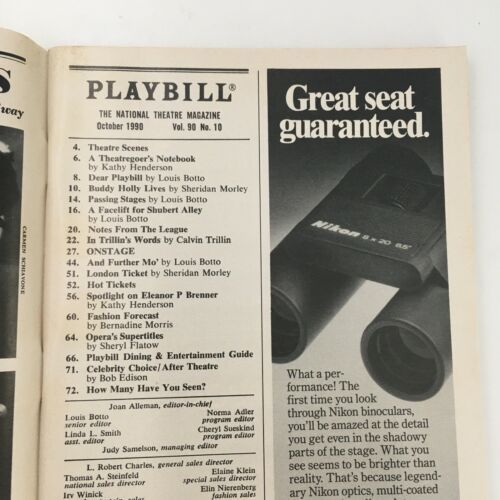 S
way
CARMEN SCHIAVONE
PLAYBILL®
THE NATIONAL THEATRE MAGAZINE
October 1990 Vol. 90 No. 10
4. Theatre Scenes
6. A Theatregoer's Notebook
by Kathy Henderson
8. Dear Playbill by Louis Botto
10. Buddy Holly Lives by Sheridan Morley
14. Passing Stages by Louis Botto
16. A Facelift for Shubert Alley
by Louis Botto
20. Notes From The League
22. In Trillin's Words by Calvin Trillin
27. ONSTAGE
44. And Further Mo' by Louis Botto
51. London Ticket by Sheridan Morley
52. Hot Tickets
56. Spotlight on Eleanor P Brenner
by Kathy Henderson
60. Fashion Forecast
by Bernadine Morris
64. Opera's Supertitles
by Sheryl Flatow
66. Playbill Dining & Entertainment Guide
71. Celebrity Choice/After Theatre
by Bob Edison
72. How Many Have You Seen?
Joan Alleman, editor-in-chief
Louis Botto
senior editor
Linda L. Smith
asst. editor
Norma Adler
program editor
Cheryl Sueskind
program editor
Judy Samelson, managing editor
L. Robert Charles, general sales director
Thomas A. Steinfeld
national sales director
Irv Winick
Elaine Klein
special sales director
Elin Nierenberg
fashion sales
Great seat
guaranteed.
Nikon 8x20 6.5°
What a per-
formance! The
first time you look
through Nikon binoculars,
you'll be amazed at the detail
you get even in the shadowy
parts of the stage. What you
see seems to be brighter than
reality. That's because legend-
ary Nikon optics, multi-coated